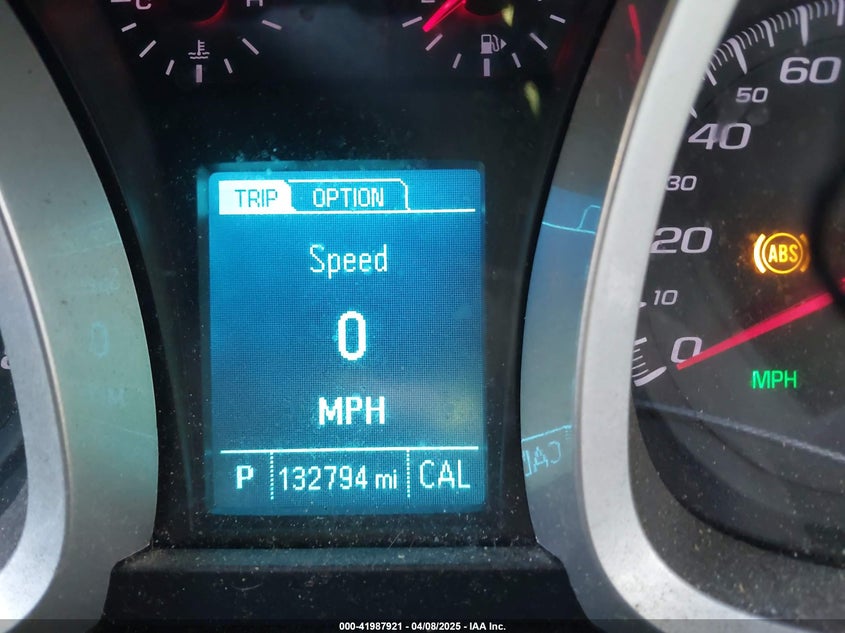 C H
TRIP OPTION
Speed
0
MPH
P 132794 mi CAL
60
50
40
30
20
10
0
ABS
MPH
000-41987921 - 04/08/2025 - IAA Inc.